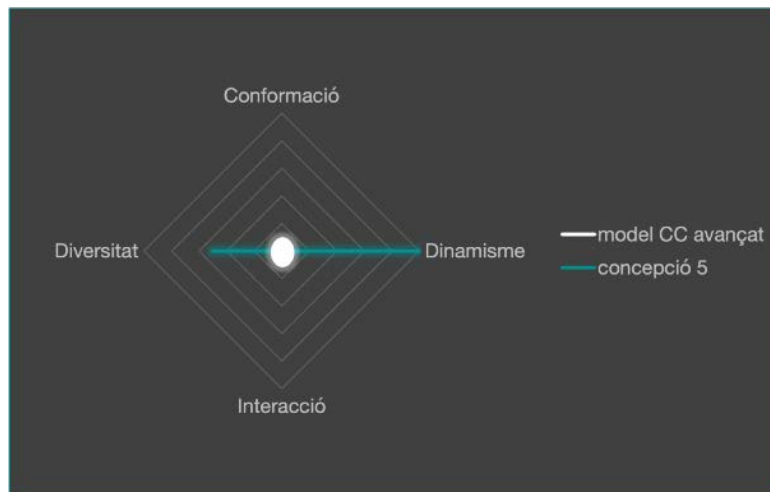 Conformació
Diversitat
Dinamisme
Interacció
model CC avançat
concepció 5